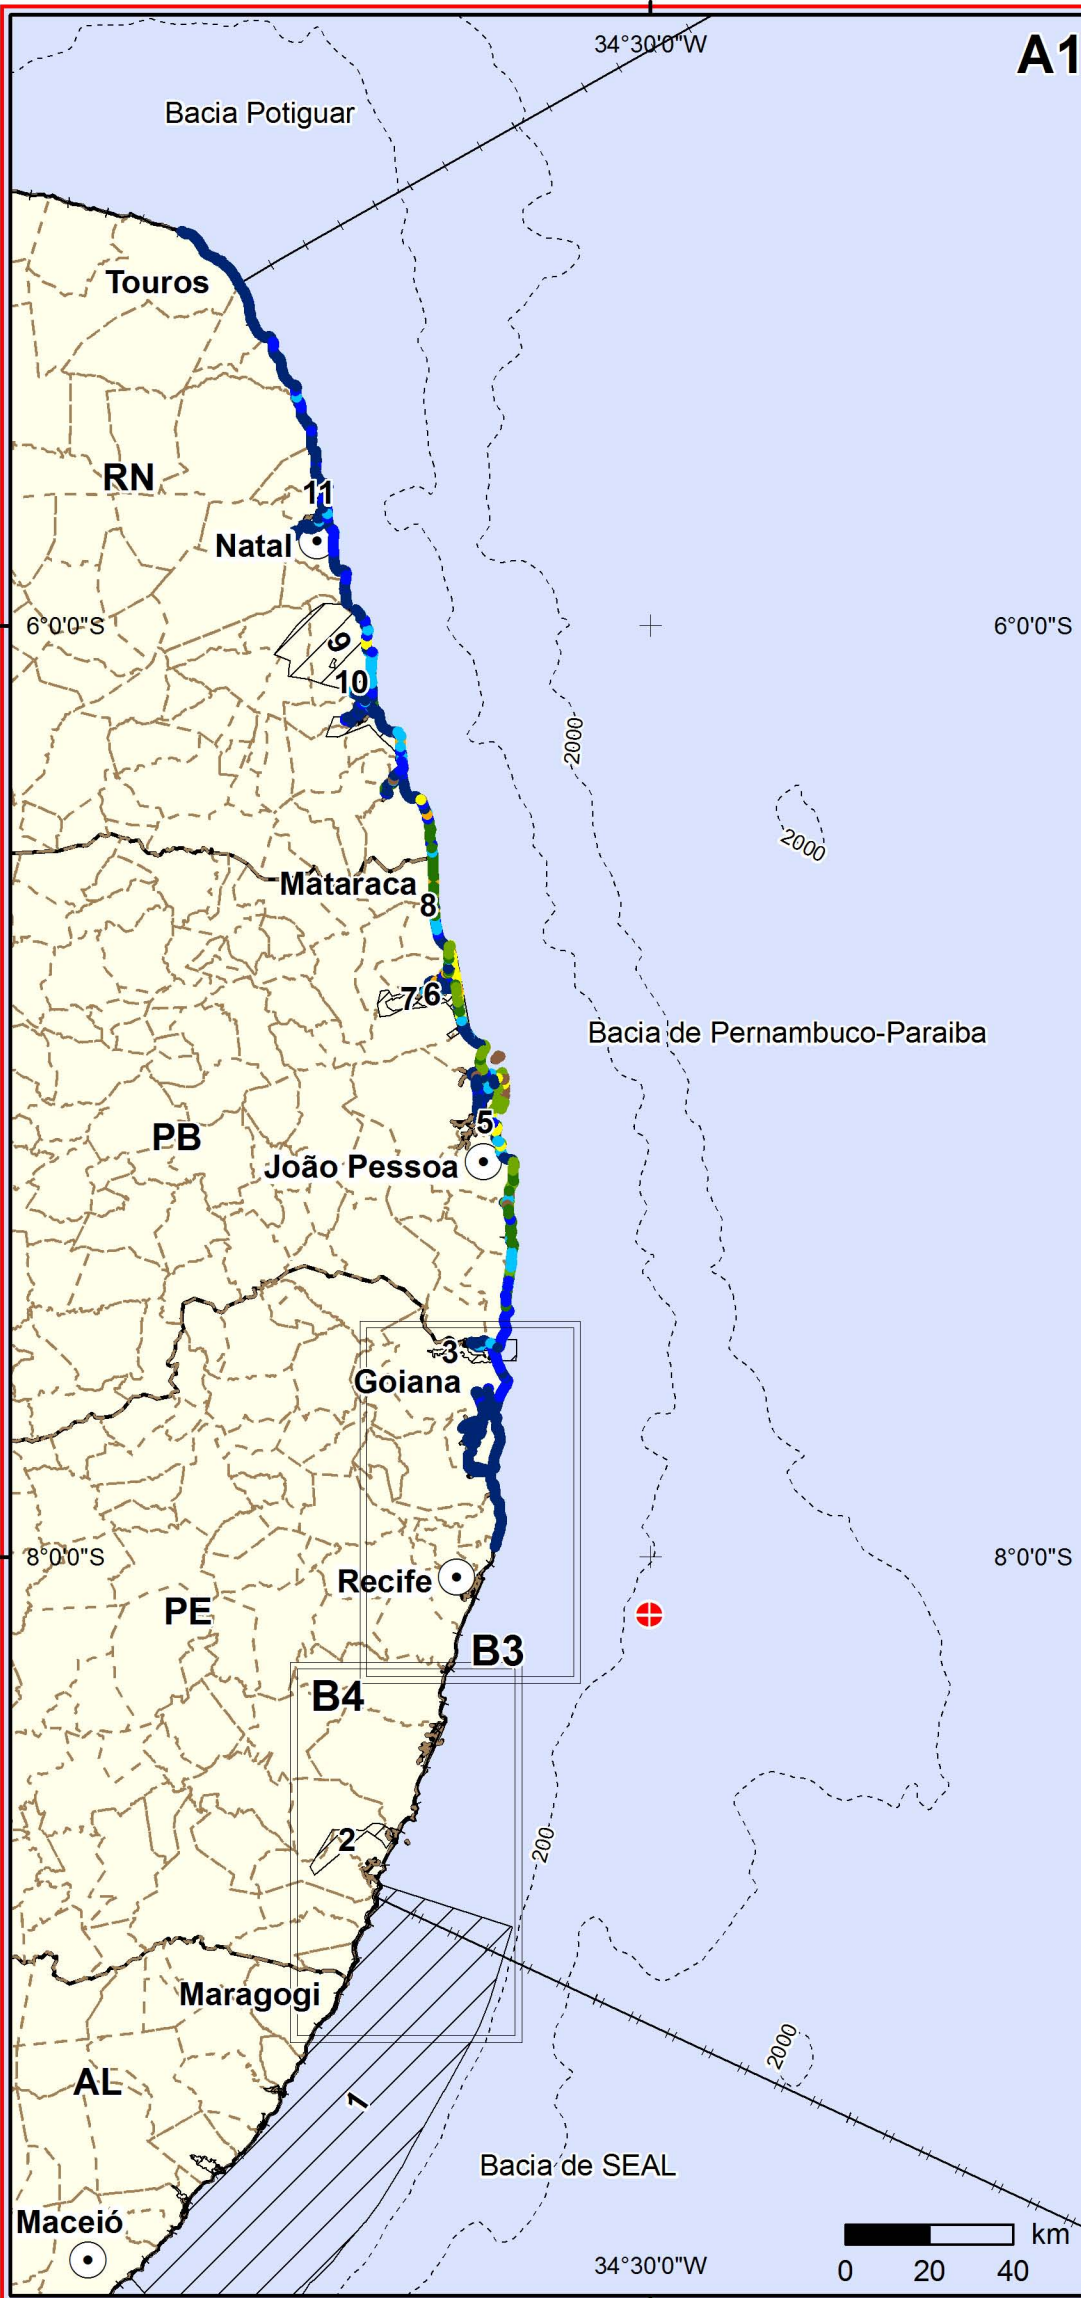 34°30'0"W
A1
Bacia Potiguar
Touros
RN
11
Natal
6°0'0"S
6°0'0"S
9
10
2000
2000
Mataraca
8
7
6
Bacia de Pernambuco-Paraiba
5
PB
João Pessoa
3
Goiana
8°0'0"S
8°0'0"S
Recife
PE
B3
B4
2
200
Maragogi
2000
AL
1
Bacia de SEAL
Maceió
34°30'0"W
km
0 20 40